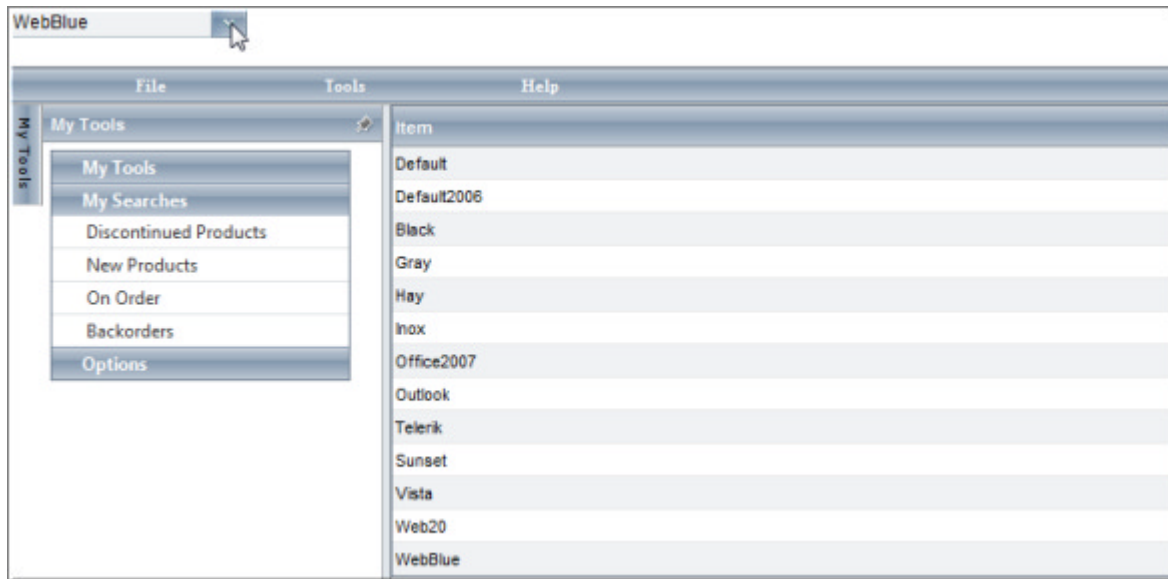 WebBlue
File Tools Help
My Tools
My Tools
My Tools
My Searches
Discontinued Products
New Products
On Order
Backorders
Options
Item
Default
Default2006
Black
Gray
Hay
Inox
Office2007
Outlook
Telerik
Sunset
Vista
Web20
WebBlue